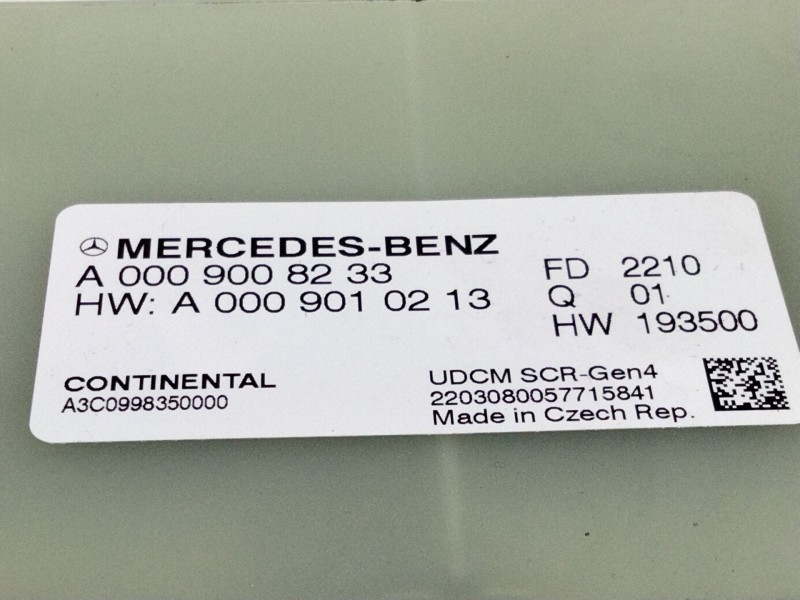 MERCEDES-BENZ
A 000 900 82 33
HW: A 000 901 02 13
FD 2210
Q 01
HW 193500
CONTINENTAL
A3C0998350000
UDCM SCR-Gen4
2203080057715841
Made in Czech Rep.